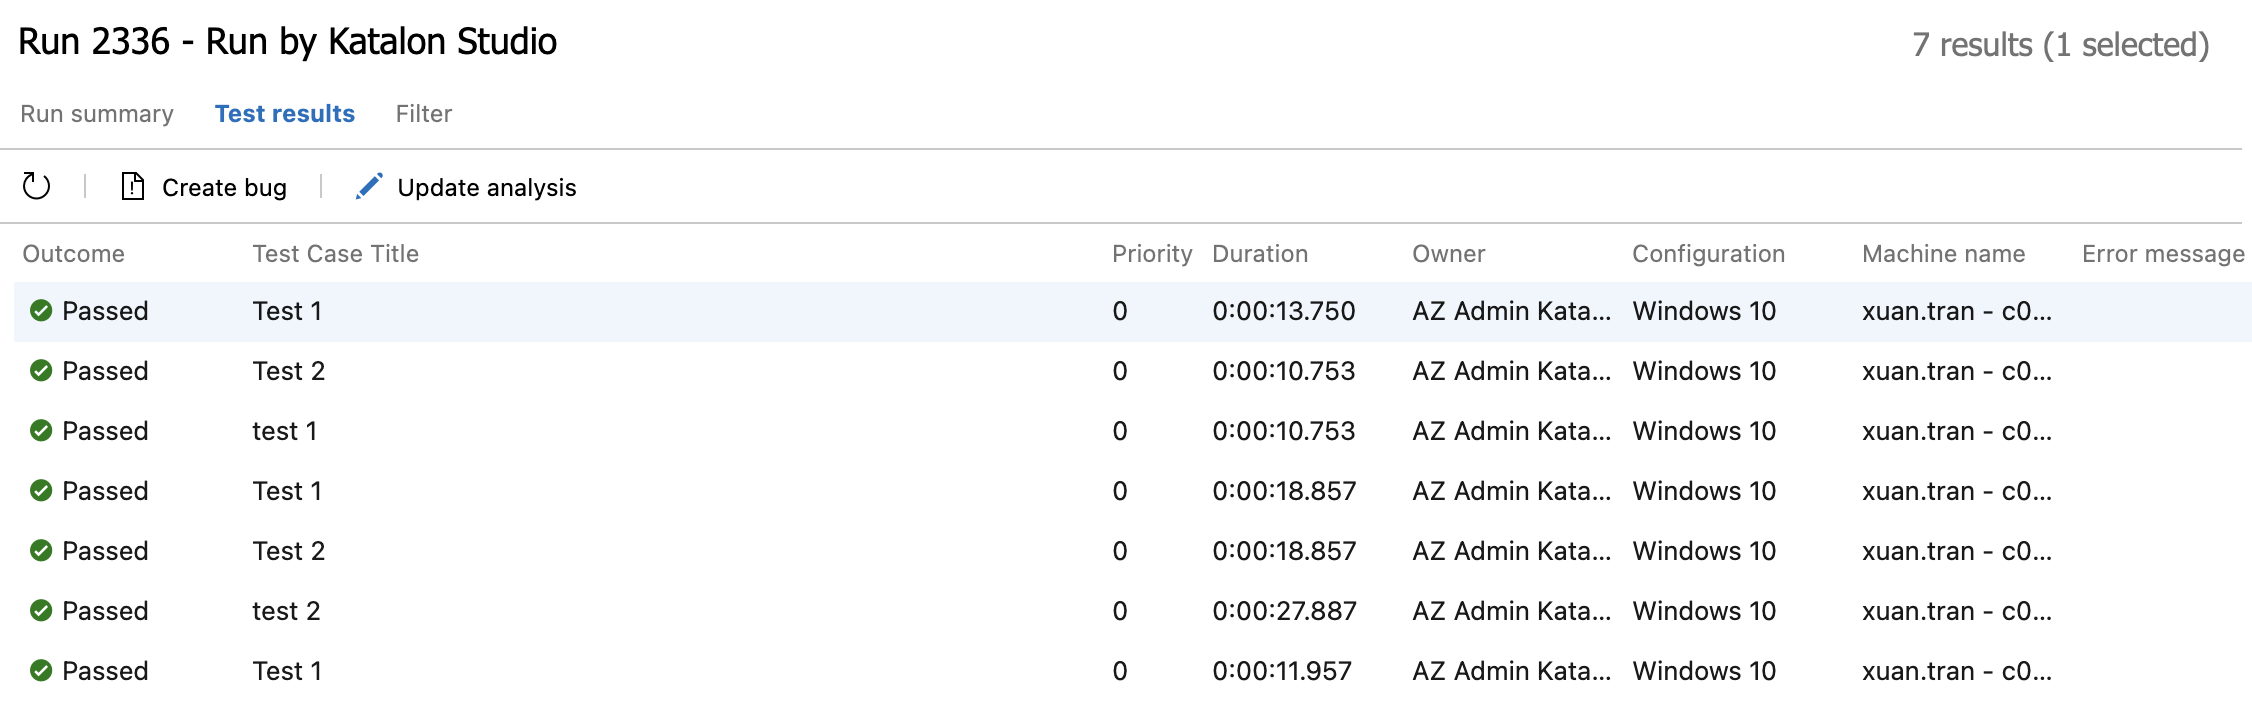 Run 2336 - Run by Katalon Studio 7 results (1 selected)
Run summary Test results Filter
Create bug Update analysis
Outcome Test Case Title Priority Duration Owner Configuration Machine name Error message
Passed Test 1 0 0:00:13.750 AZ Admin Kata... Windows 10 xuan.tran - c0...
Passed Test 2 0 0:00:10.753 AZ Admin Kata... Windows 10 xuan.tran - c0...
Passed test 1 0 0:00:10.753 AZ Admin Kata... Windows 10 xuan.tran - c0...
Passed Test 1 0 0:00:18.857 AZ Admin Kata... Windows 10 xuan.tran - c0...
Passed Test 2 0 0:00:18.857 AZ Admin Kata... Windows 10 xuan.tran - c0...
Passed test 2 0 0:00:27.887 AZ Admin Kata... Windows 10 xuan.tran - c0...
Passed Test 1 0 0:00:11.957 AZ Admin Kata... Windows 10 xuan.tran - c0...